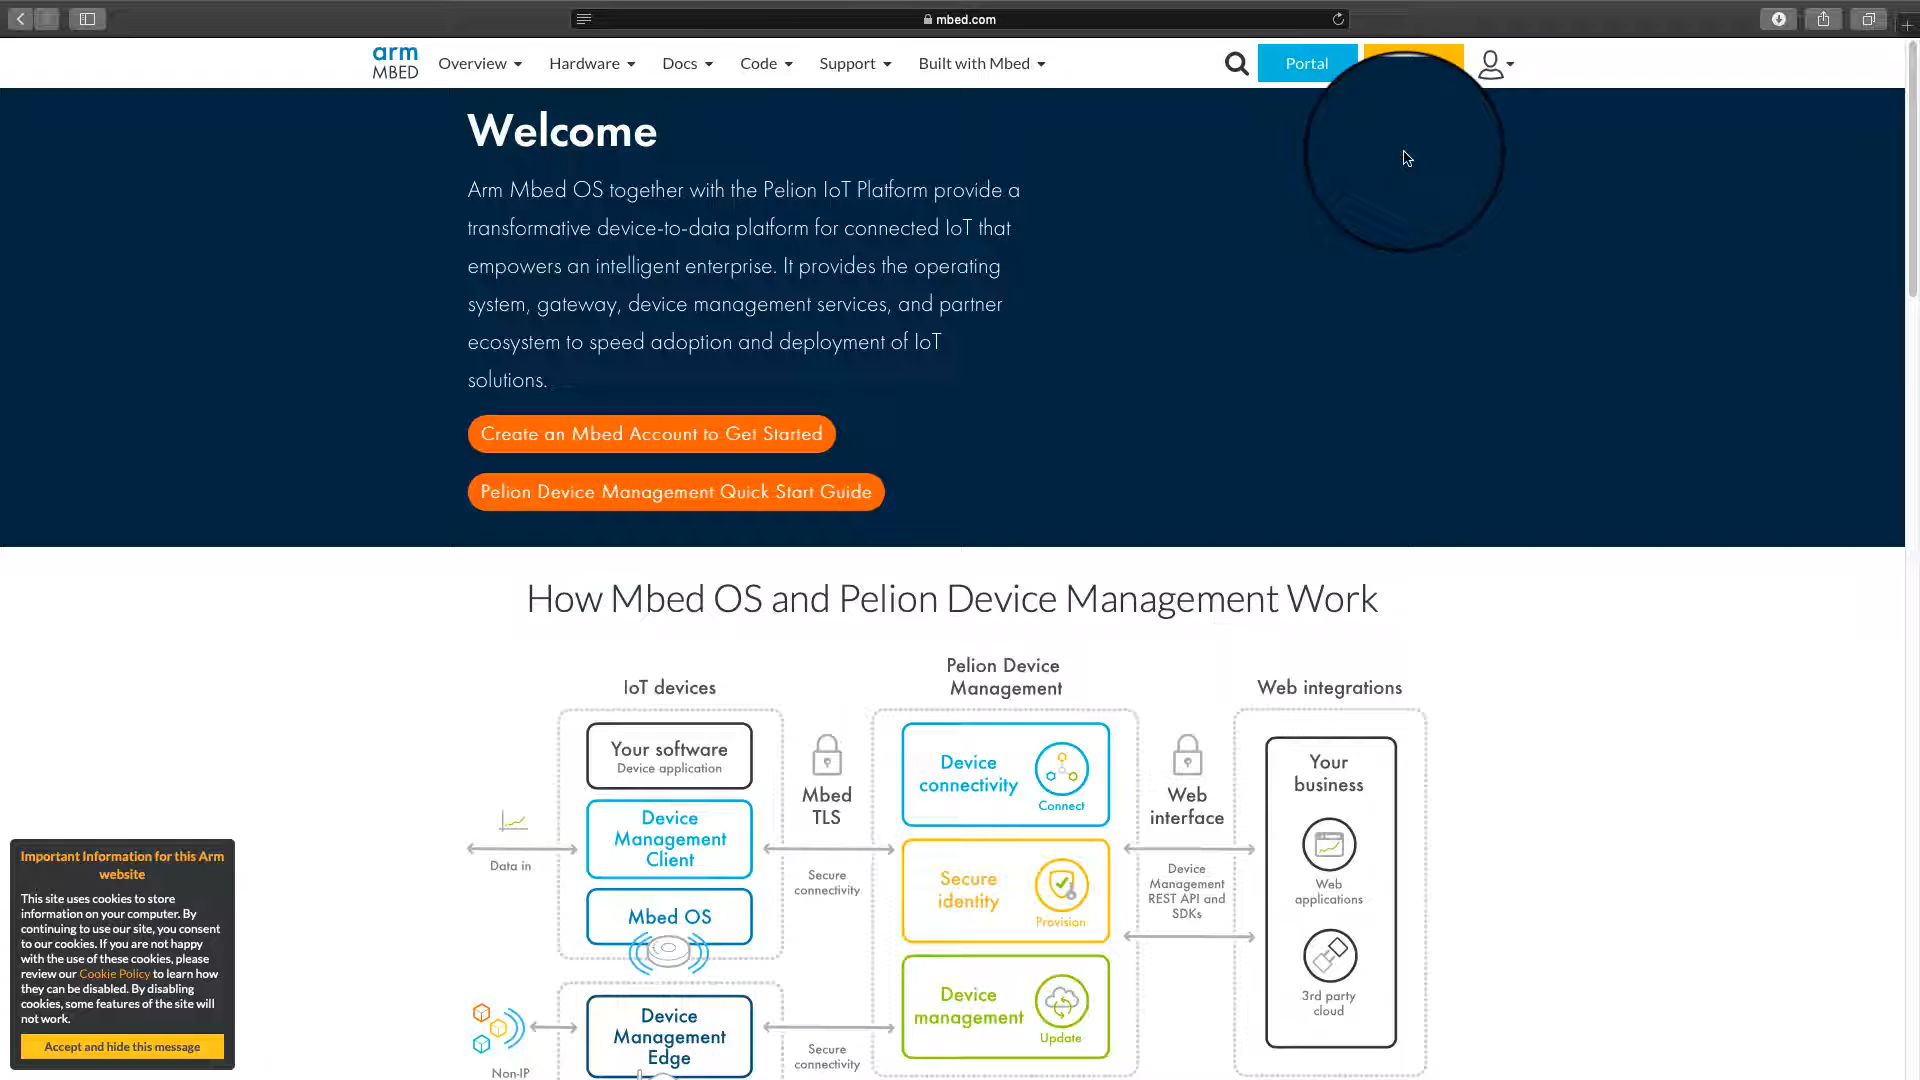 mbed.com
arm
MBED
Overview
Hardware
Docs
Code
Support
Built with Mbed
Portal
Welcome
Arm Mbed OS together with the Pelion IoT Platform provide a
transformative device-to-data platform for connected IoT that
empowers an intelligent enterprise. It provides the operating
system, gateway, device management services, and partner
ecosystem to speed adoption and deployment of IoT
solutions.
Create an Mbed Account to Get Started
Pelion Device Management Quick Start Guide
How Mbed OS and Pelion Device Management Work
IoT devices
Your software
Device application
Device
Management
Client
Mbed OS
Device
Management
Edge
Data in
Non-IP
Mbed
TLS
Secure
connectivity
Secure
connectivity
Pelion Device
Management
Device
connectivity
Connect
Secure
identity
Provision
Device
management
Update
Web
interface
Device
Management
REST API and
SDKs
Web integrations
Your
business
Web
applications
3rd party
cloud
Important Information for this Arm
website
This site uses cookies to store
information on your computer. By
continuing to use our site, you consent
to our cookies. If you are not happy
with the use of these cookies, please
review our Cookie Policy to learn how
they can be disabled. By disabling
cookies, some features of the site will
not work.
Accept and hide this message